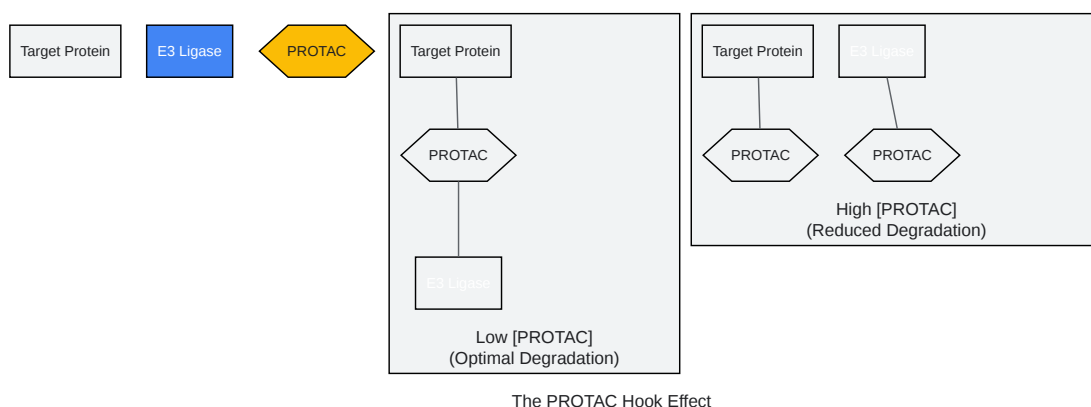 Target Protein
E3 Ligase
PROTAC
Target Protein
PROTAC
E3 Ligase
Low [PROTAC]
(Optimal Degradation)
Target Protein
E3 Ligase
PROTAC
PROTAC
High [PROTAC]
(Reduced Degradation)
The PROTAC Hook Effect